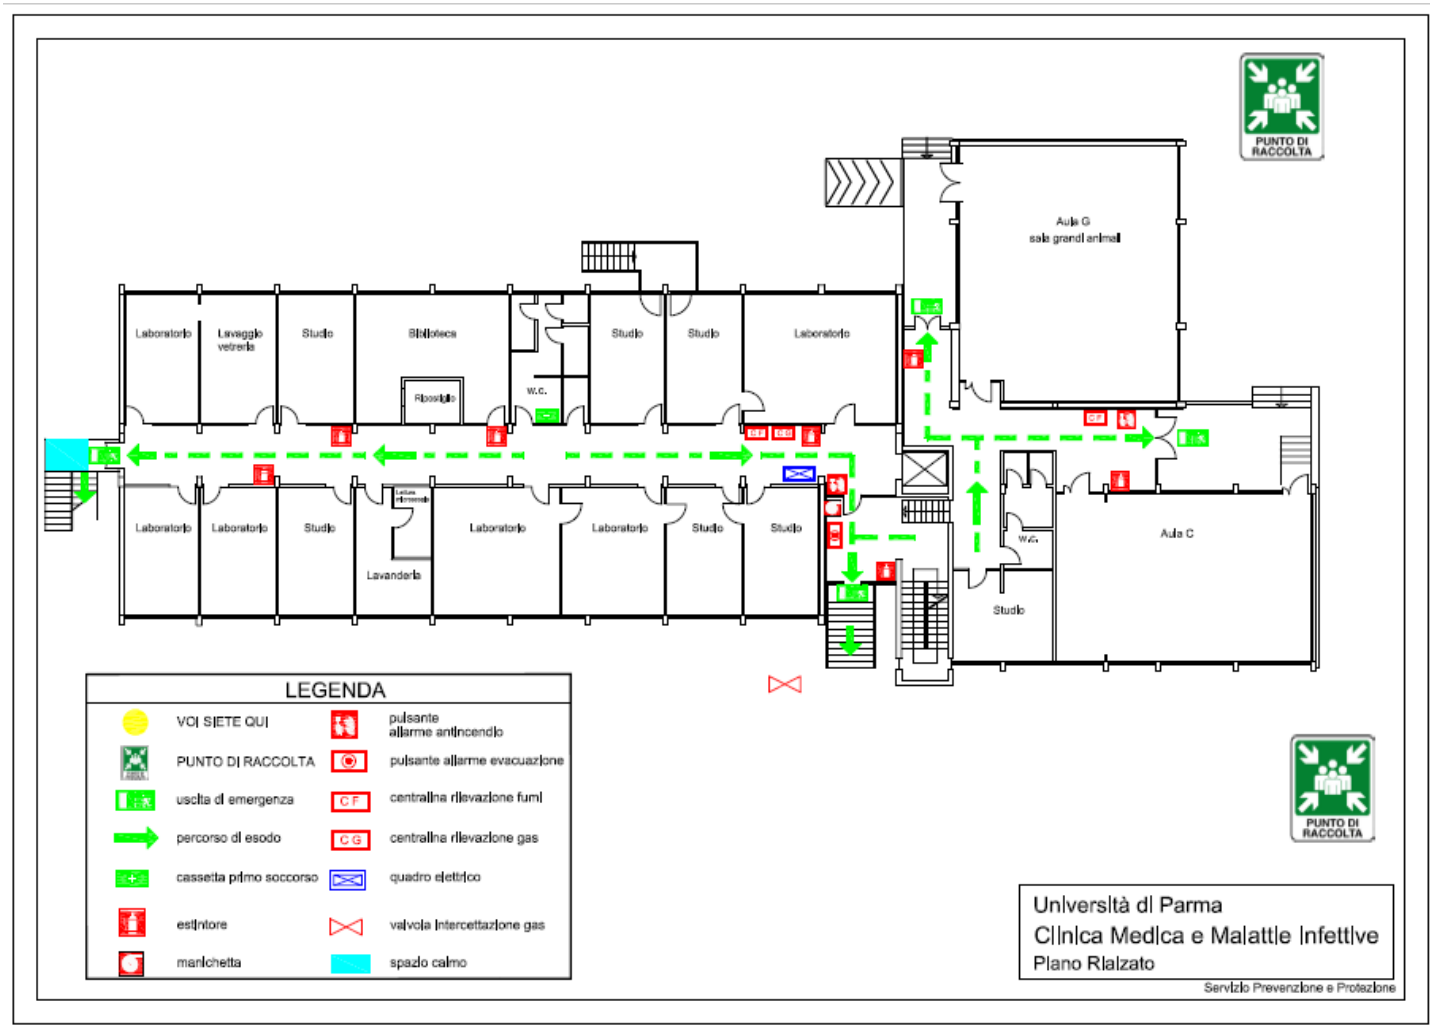 PUNTO DI
RACCOLTA
Aula G
sala grandi animali
Laboratorio
Lavaggio
vetreria
Studio
Biblioteca
Ripostiglio
w.c.
Studio
Studio
Laboratorio
CF
CG
CF
Laboratorio
Laboratorio
Studio
Lavanderia
Laboratorio
Laboratorio
Studio
Studio
w.c.
Aula C
Studio
LEGENDA
VOI SIETE QUI
pulsante
allarme antincendio
PUNTO DI RACCOLTA
pulsante allarme evacuazione
uscita di emergenza
CF
centralina rilevazione fumi
percorso di esodo
CG
centralina rilevazione gas
cassetta primo soccorso
quadro elettrico
estintore
valvola intercettazione gas
manichetta
spazio calmo
PUNTO DI
RACCOLTA
Università di Parma
Clinica Medica e Malattie Infettive
Piano Rialzato
Servizio Prevenzione e Protezione